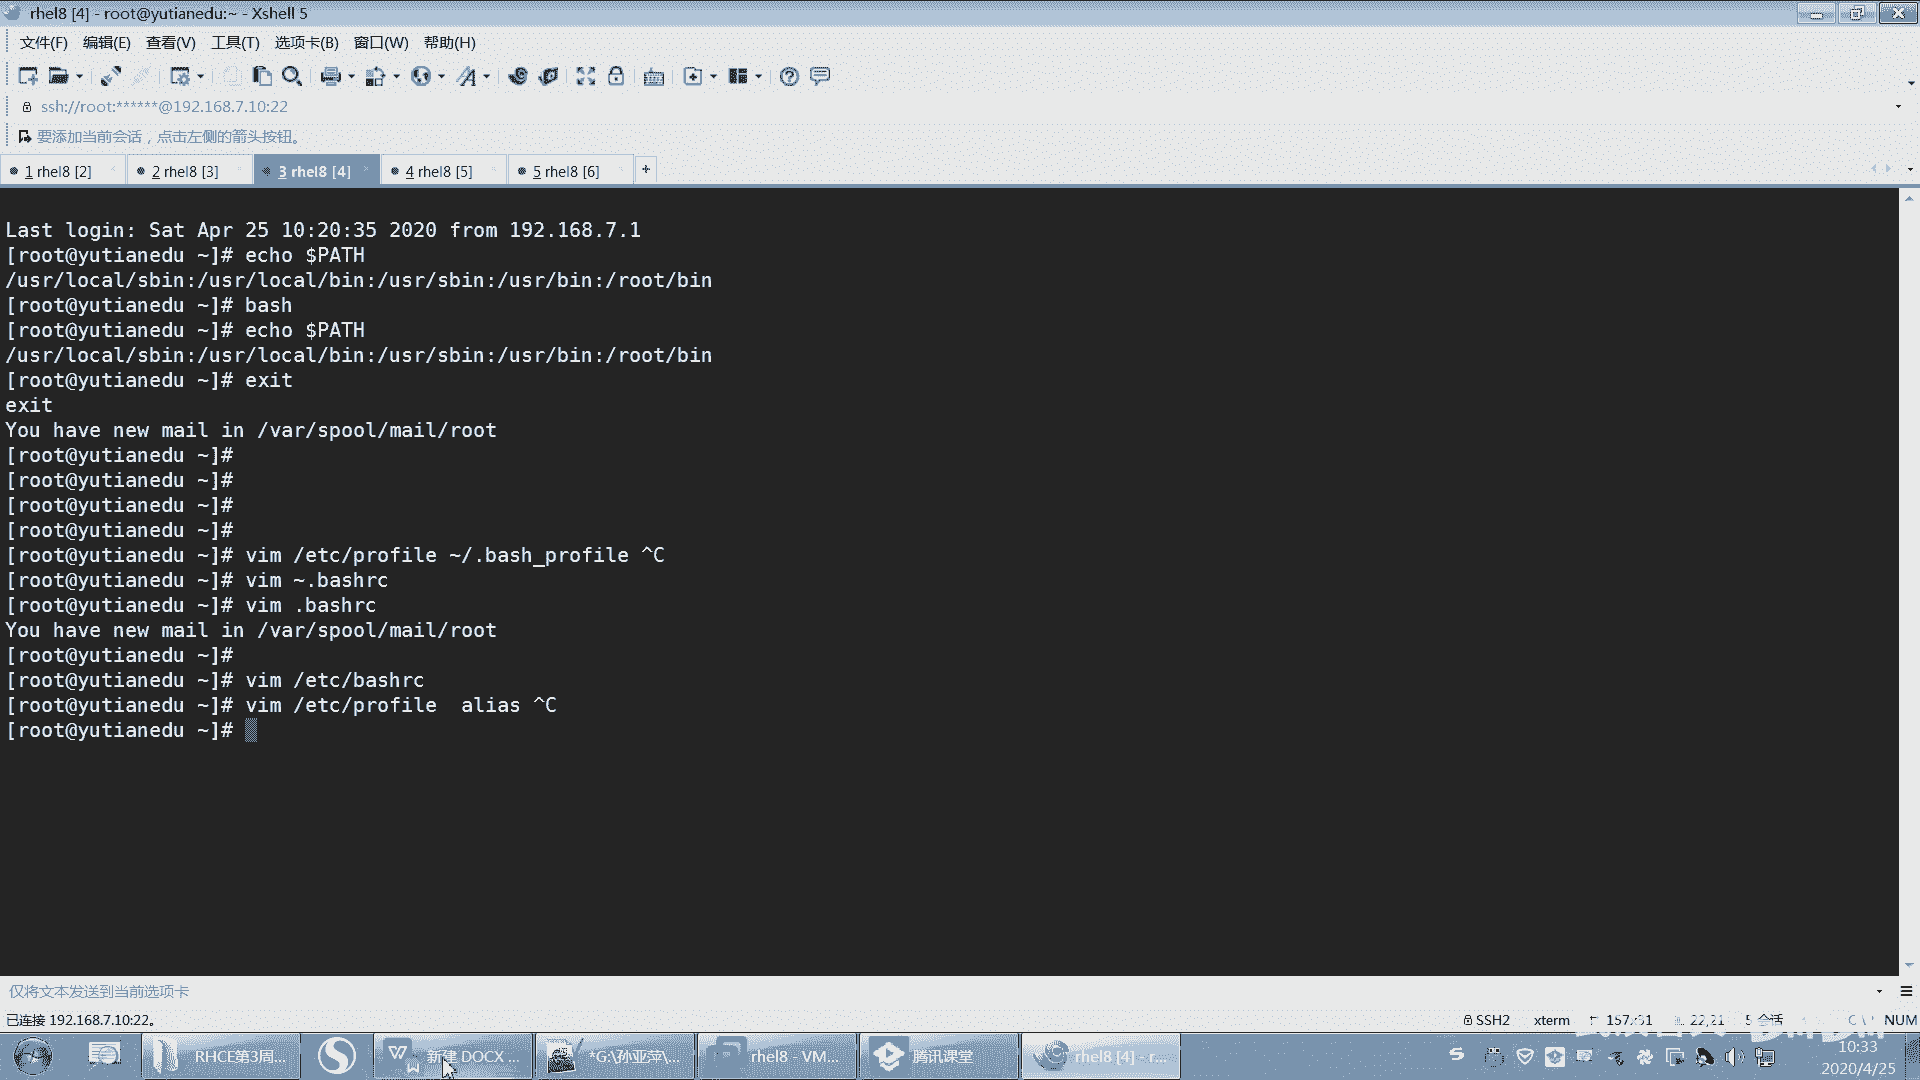 rhel8 [4] - root@yutianedu:~ - Xshell 5
文件(F) 编辑(E) 查看(V) 工具(T) 选项卡(B) 窗口(W) 帮助(H)
ssh://root:******@192.168.7.10:22
要添加当前会话，点击左侧的箭头按钮。
1 rhel8 [2] 2 rhel8 [3] 3 rhel8 [4] 4 rhel8 [5] 5 rhel8 [6] +
Last login: Sat Apr 25 10:20:35 2020 from 192.168.7.1
[root@yutianedu ~]# echo $PATH
/usr/local/sbin:/usr/local/bin:/usr/sbin:/usr/bin:/root/bin
[root@yutianedu ~]# bash
[root@yutianedu ~]# echo $PATH
/usr/local/sbin:/usr/local/bin:/usr/sbin:/usr/bin:/root/bin
[root@yutianedu ~]# exit
exit
You have new mail in /var/spool/mail/root
[root@yutianedu ~]#
[root@yutianedu ~]#
[root@yutianedu ~]#
[root@yutianedu ~]#
[root@yutianedu ~]# vim /etc/profile ~/.bash_profile ^C
[root@yutianedu ~]# vim ~.bashrc
[root@yutianedu ~]# vim .bashrc
You have new mail in /var/spool/mail/root
[root@yutianedu ~]#
[root@yutianedu ~]# vim /etc/bashrc
[root@yutianedu ~]# vim /etc/profile  alias ^C
[root@yutianedu ~]#
仅将文本发送到当前选项卡
已连接 192.168.7.10:22。 SSH2 xterm 22,21 5 会话 NUM
RHCE第3周... 新建 DOCX ... *G:\孙亚萍\... rhel8 - VM... 腾讯课堂 rhel8 [4] - r...
10:33
2020/4/25